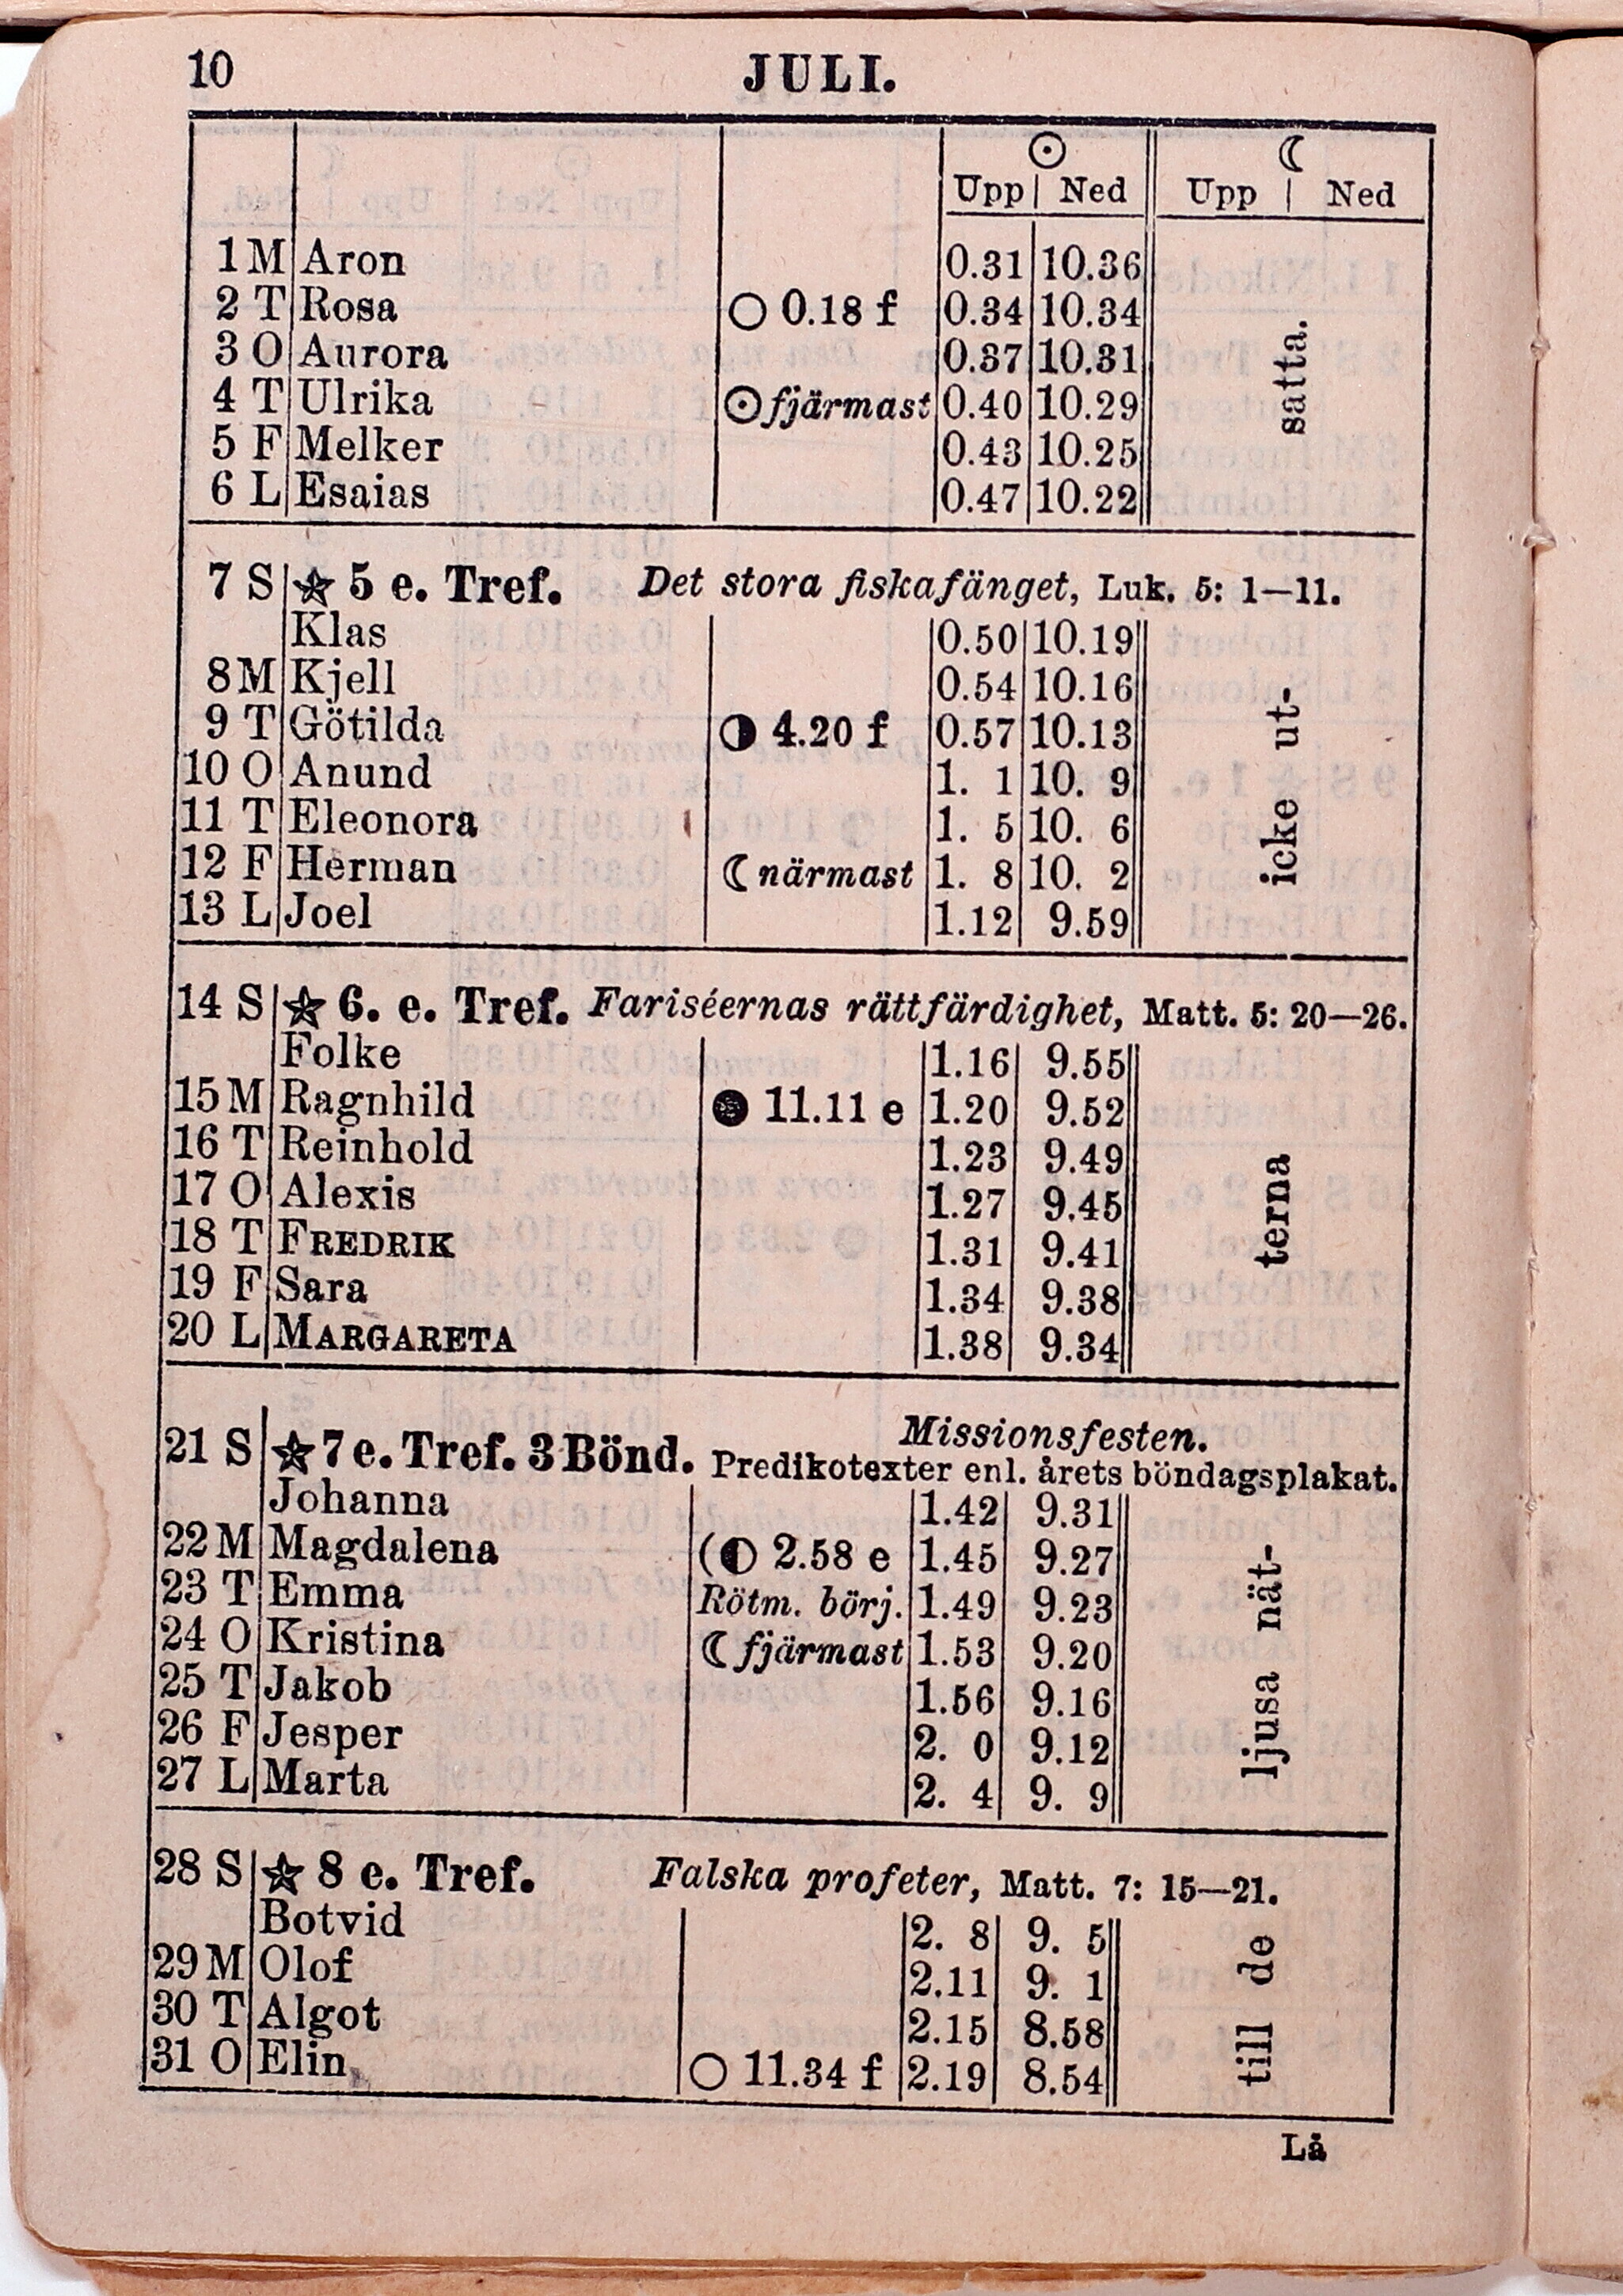 10 JULI.
☉ ☾
Upp | Ned Upp | Ned
1 M Aron 0.31 10.36
2 T Rosa ○ 0.18 f 0.34 10.34
3 O Aurora 0.37 10.31
4 T Ulrika ☉ fjärmast 0.40 10.29
5 F Melker 0.43 10.25
6 L Esaias 0.47 10.22
satta.
7 S ☆ 5 e. Tref. Det stora fiskafänget, Luk. 5: 1—11.
Klas 0.50 10.19
8 M Kjell 0.54 10.16
9 T Götilda ◑ 4.20 f 0.57 10.13
10 O Anund 1. 1 10. 9
11 T Eleonora 1. 5 10. 6
12 F Herman ☾ närmast 1. 8 10. 2
13 L Joel 1.12 9.59
icke ut-
14 S ☆ 6. e. Tref. Fariséernas rättfärdighet, Matt. 5: 20—26.
Folke 1.16 9.55
15 M Ragnhild ● 11.11 e 1.20 9.52
16 T Reinhold 1.23 9.49
17 O Alexis 1.27 9.45
18 T FREDRIK 1.31 9.41
19 F Sara 1.34 9.38
20 L MARGARETA 1.38 9.34
terna
21 S ☆ 7 e. Tref. 3 Bönd. Missionsfesten.
Predikotexter enl. årets böndagsplakat.
Johanna 1.42 9.31
22 M Magdalena (◐ 2.58 e 1.45 9.27
23 T Emma Rötm. börj. 1.49 9.23
24 O Kristina ☾ fjärmast 1.53 9.20
25 T Jakob 1.56 9.16
26 F Jesper 2. 0 9.12
27 L Marta 2. 4 9. 9
ljusa nät-
28 S ☆ 8 e. Tref. Falska profeter, Matt. 7: 15—21.
Botvid 2. 8 9. 5
29 M Olof 2.11 9. 1
30 T Algot 2.15 8.58
31 O Elin ○ 11.34 f 2.19 8.54
till de
Lå